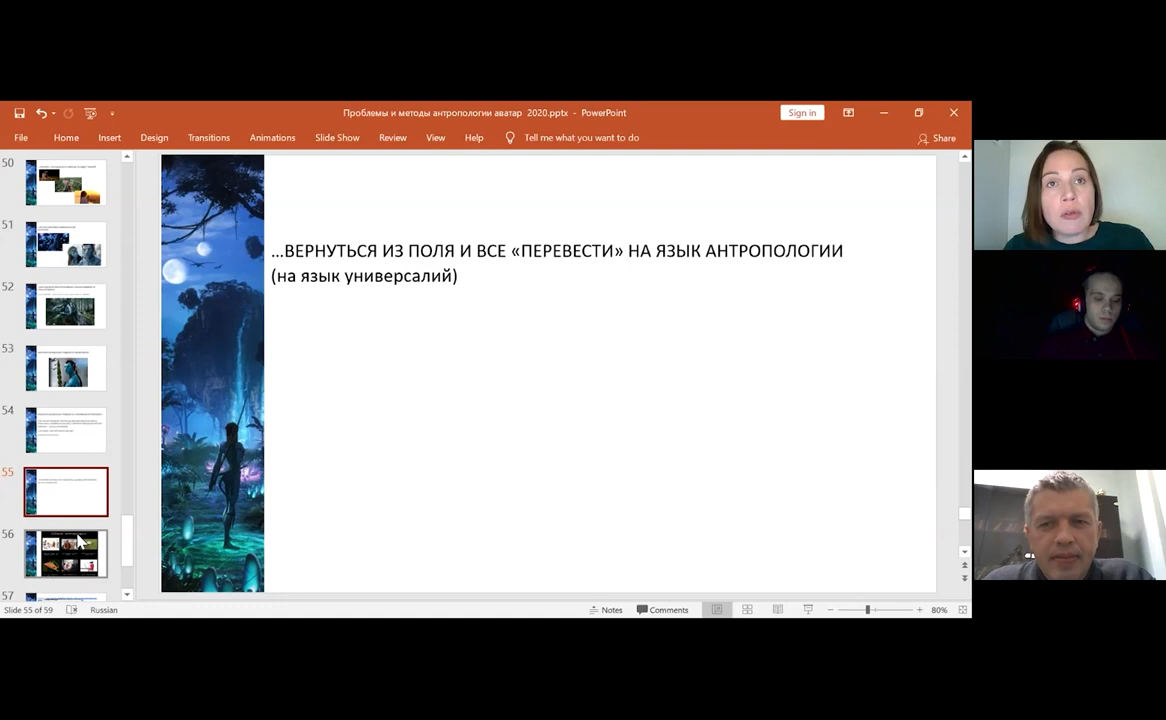 Проблемы и методы антропологии аватар 2020.pptx - PowerPoint
Sign in
File Home Insert Design Transitions Animations Slide Show Review View Help Tell me what you want to do Share
50
51
52
53
54
55
56
57
...ВЕРНУТЬСЯ ИЗ ПОЛЯ И ВСЕ «ПЕРЕВЕСТИ» НА ЯЗЫК АНТРОПОЛОГИИ
(на язык универсалий)
Slide 55 of 59 Russian Notes Comments 80%